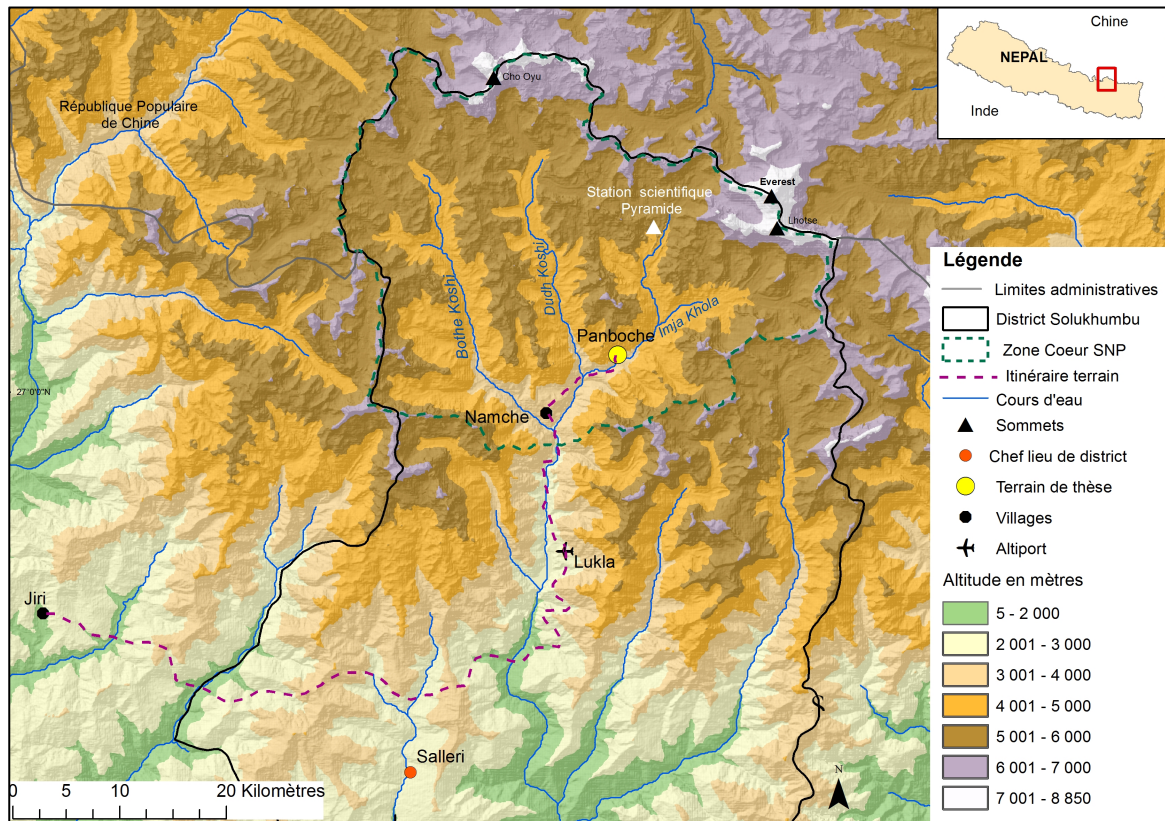 Chine
NEPAL
Inde
Cho Oyu
République Populaire
de Chine
Everest
Station scientifique
Pyramide
Lhotse
Bothe Koshi
Dudh Koshi
Imja Khola
Panboche
27°0'0"N
Namche
Lukla
Jiri
Salleri
N
0 5 10 20 Kilomètres
Légende
Limites administratives
District Solukhumbu
Zone Coeur SNP
Itinéraire terrain
Cours d'eau
Sommets
Chef lieu de district
Terrain de thèse
Villages
Altiport
Altitude en mètres
5 - 2 000
2 001 - 3 000
3 001 - 4 000
4 001 - 5 000
5 001 - 6 000
6 001 - 7 000
7 001 - 8 850